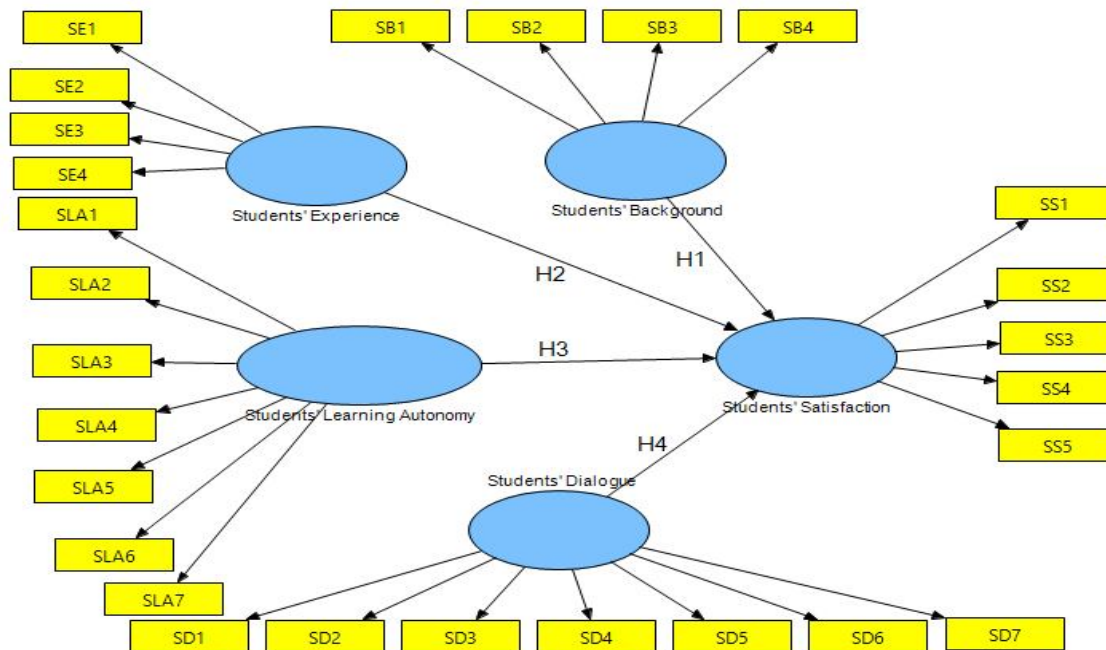 SE1
SB1
SB2
SB3
SB4
SE2
SE3
SE4
Students' Experience
Students' Background
SLA1
SS1
H1
H2
SLA2
SS2
SS3
H3
SLA3
SS4
Students' Satisfaction
Students' Learning Autonomy
SLA4
H4
SS5
SLA5
Students' Dialogue
SLA6
SLA7
SD1
SD2
SD3
SD4
SD5
SD6
SD7